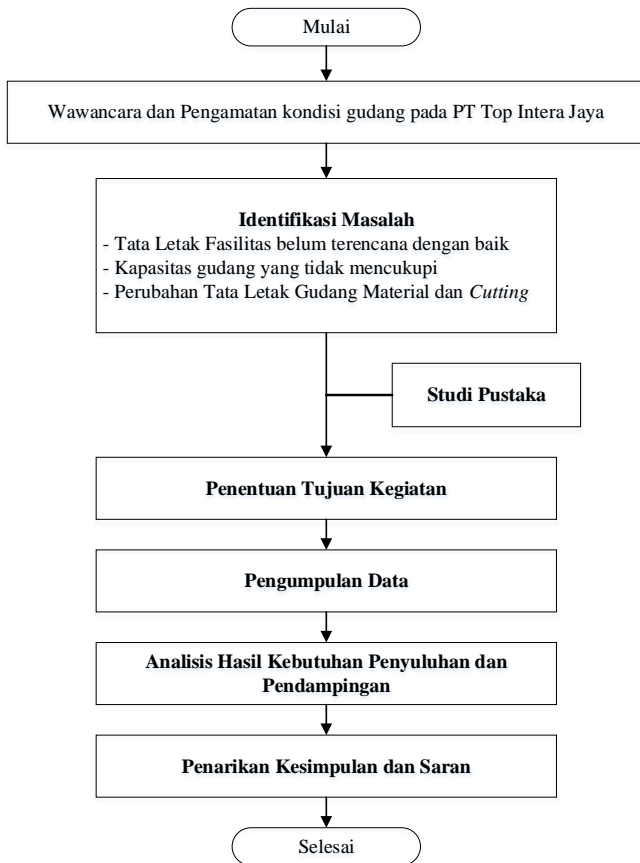 Mulai
Wawancara dan Pengamatan kondisi gudang pada PT Top Intera Jaya
Identifikasi Masalah
- Tata Letak Fasilitas belum terencana dengan baik
- Kapasitas gudang yang tidak mencukupi
- Perubahan Tata Letak Gudang Material dan Cutting
Studi Pustaka
Penentuan Tujuan Kegiatan
Pengumpulan Data
Analisis Hasil Kebutuhan Penyuluhan dan
Pendampingan
Penarikan Kesimpulan dan Saran
Selesai